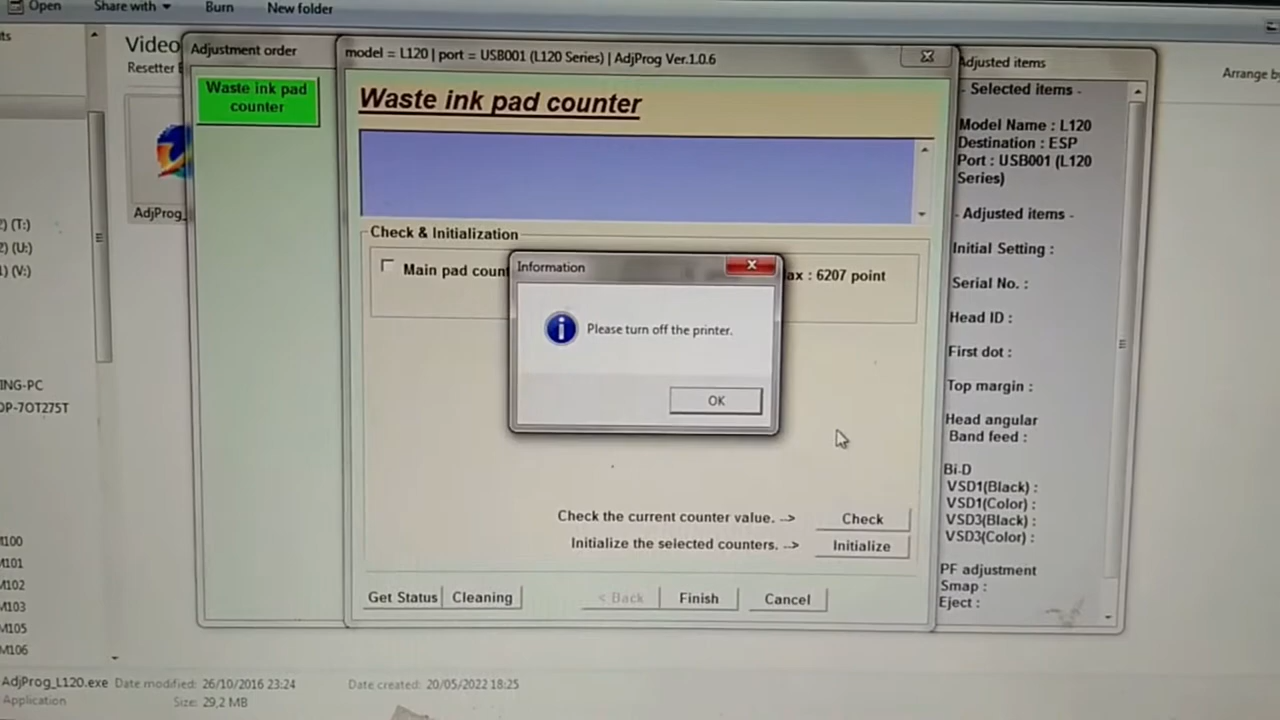 Open
Share with
Burn
New folder
Arrange by
Video
Resetter
AdjProg_
(T:)
(U:)
(V:)
ING-PC
OP-7OT275T
M100
M101
M102
M103
M105
M106
Adjustment order
Waste ink pad
counter
model = L120 | port = USB001 (L120 Series) | AdjProg Ver.1.0.6
Waste ink pad counter
Check & Initialization
Main pad coun
ax : 6207 point
Information
Please turn off the printer.
OK
Check the current counter value. -->
Check
Initialize the selected counters. -->
Initialize
Get Status
Cleaning
< Back
Finish
Cancel
Adjusted items
- Selected items -
Model Name : L120
Destination : ESP
Port : USB001 (L120
Series)
- Adjusted items -
Initial Setting :
Serial No. :
Head ID :
First dot :
Top margin :
Head angular
Band feed :
Bi-D
VSD1(Black) :
VSD1(Color) :
VSD3(Black) :
VSD3(Color) :
PF adjustment
Smap :
Eject :
AdjProg_L120.exe Date modified: 26/10/2016 23:24 Date created: 20/05/2022 18:25
Application Size: 29,2 MB